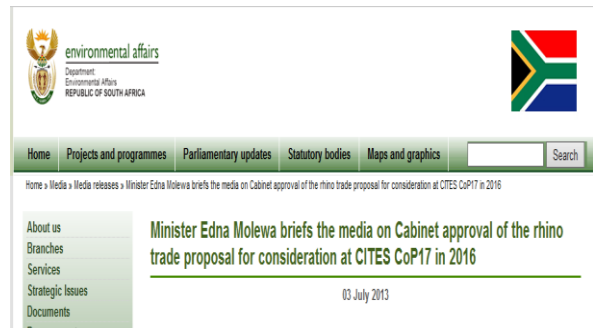 environmental affairs
Department:
Environmental Affairs
REPUBLIC OF SOUTH AFRICA
Home Projects and programmes Parliamentary updates Statutory bodies Maps and graphics Search
Home » Media » Media releases » Minister Edna Molewa briefs the media on Cabinet approval of the rhino trade proposal for consideration at CITES CoP17 in 2016
About us
Branches
Services
Strategic Issues
Documents
Minister Edna Molewa briefs the media on Cabinet approval of the rhino
trade proposal for consideration at CITES CoP17 in 2016
03 July 2013